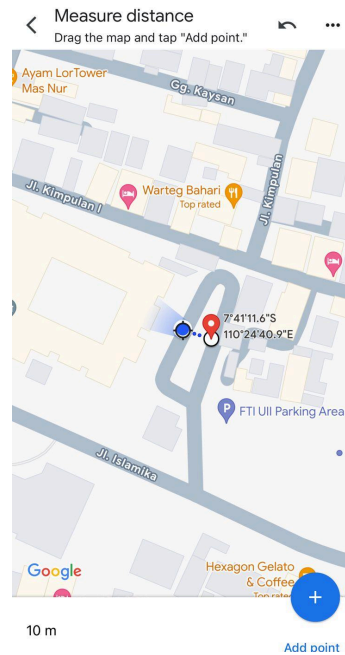 Measure distance
Drag the map and tap "Add point."
Ayam LorTower
Mas Nur
Gg. Kaysan
Jl. Kimpulan
Warteg Bahari
Top rated
Jl. Kimpulan I
7°41'11.6"S
110°24'40.9"E
FTI UII Parking Area
Jl. Islamika
Google
Hexagon Gelato
& Coffee
Top rated
10 m
Add point